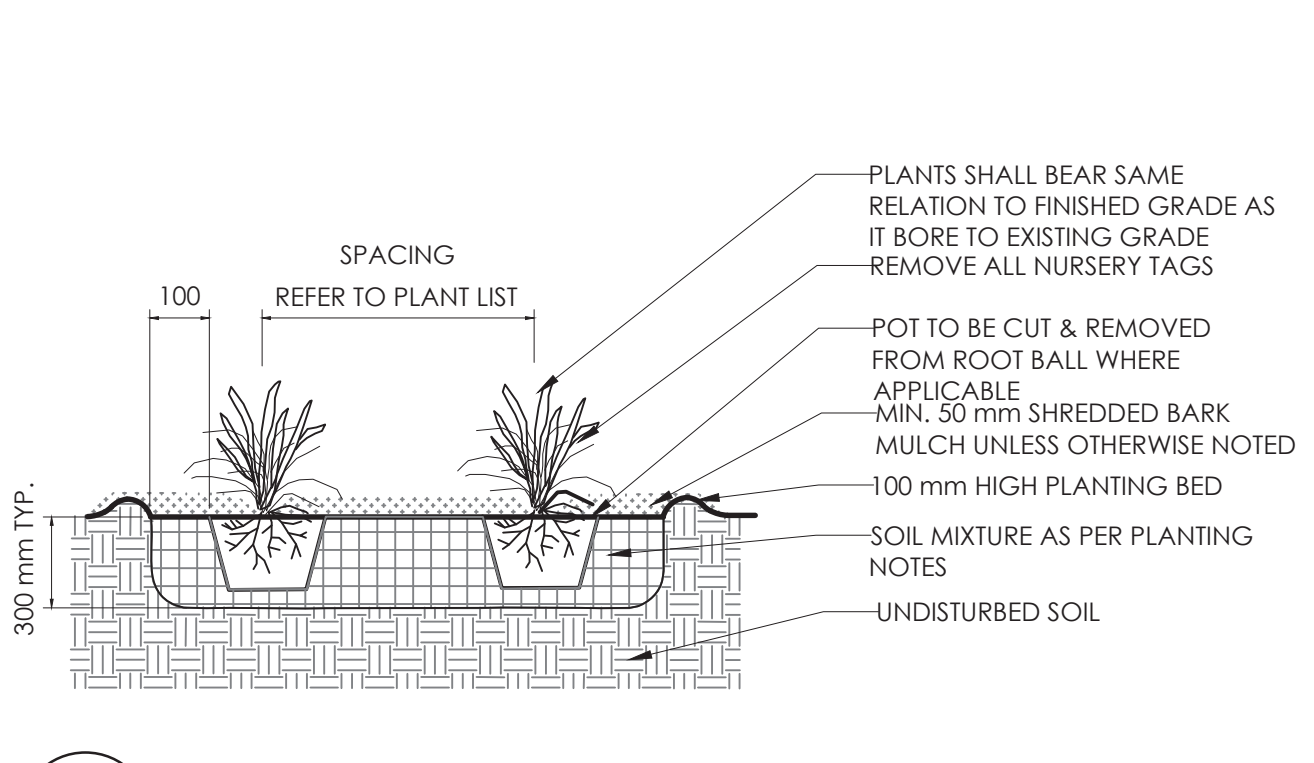 PLANTS SHALL BEAR SAME
RELATION TO FINISHED GRADE AS
IT BORE TO EXISTING GRADE
REMOVE ALL NURSERY TAGS
SPACING
REFER TO PLANT LIST
100
POT TO BE CUT & REMOVED
FROM ROOT BALL WHERE
APPLICABLE
MIN. 50 mm SHREDDED BARK
MULCH UNLESS OTHERWISE NOTED
100 mm HIGH PLANTING BED
SOIL MIXTURE AS PER PLANTING
NOTES
UNDISTURBED SOIL
300 mm TYP.